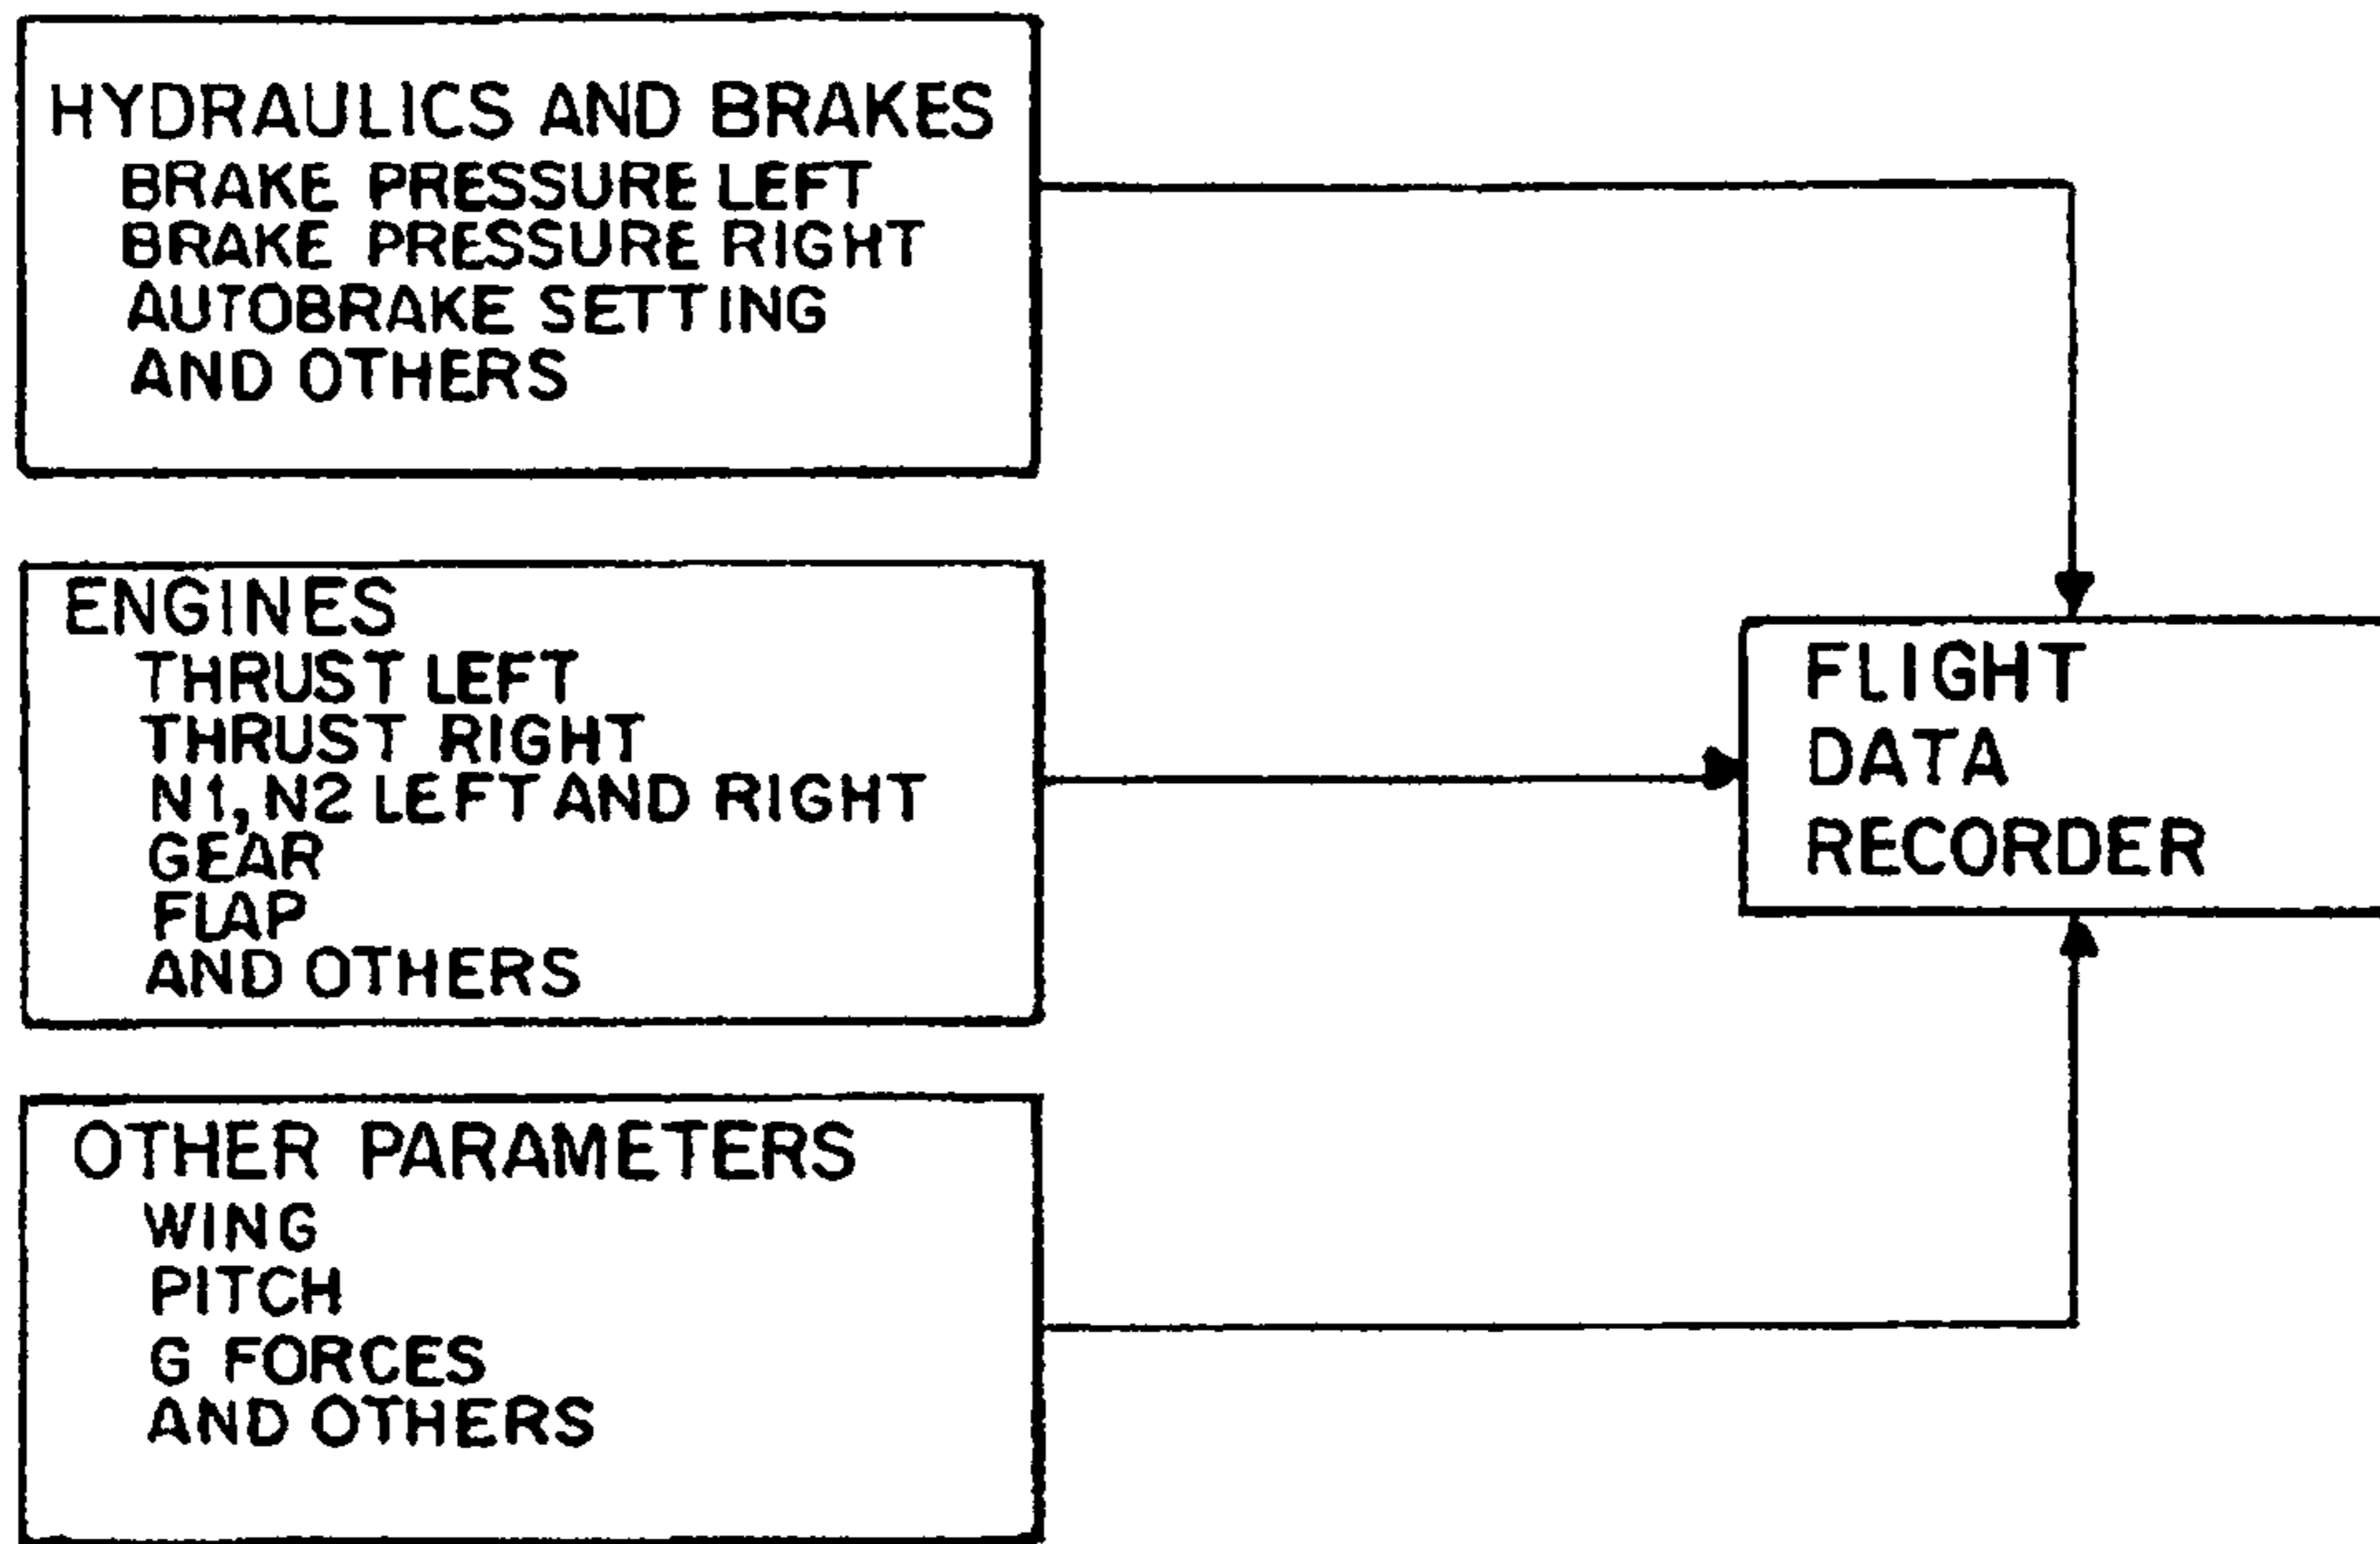 HYDRAULICS AND BRAKES
BRAKE PRESSURE LEFT
BRAKE PRESSURE RIGHT
AUTOBRAKE SETTING
AND OTHERS
ENGINES
THRUST LEFT
THRUST RIGHT
N1, N2 LEFT AND RIGHT
GEAR
FLAP
AND OTHERS
OTHER PARAMETERS
WING
PITCH
G FORCES
AND OTHERS
FLIGHT
DATA
RECORDER